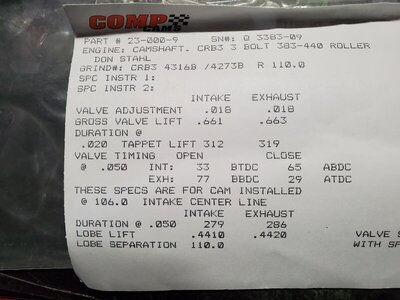 COMP
CAMS
PART # 23-000-9 SN#: Q 3383-09
ENGINE: CAMSHAFT. CRB3 3 BOLT 383-440 ROLLER
DON STAHL
GRIND#: CRB3 4316B /4273B R 110.0
SPC INSTR 1:
SPC INSTR 2:
INTAKE EXHAUST
VALVE ADJUSTMENT .018 .018
GROSS VALVE LIFT .661 .663
DURATION @
.020 TAPPET LIFT 312 319
VALVE TIMING OPEN CLOSE
@ .050 INT: 33 BTDC 65 ABDC
EXH: 77 BBDC 29 ATDC
THESE SPECS ARE FOR CAM INSTALLED
@ 106.0 INTAKE CENTER LINE
INTAKE EXHAUST
DURATION @ .050 279 286
LOBE LIFT .4410 .4420 VALVE S
LOBE SEPARATION 110.0 WITH SP